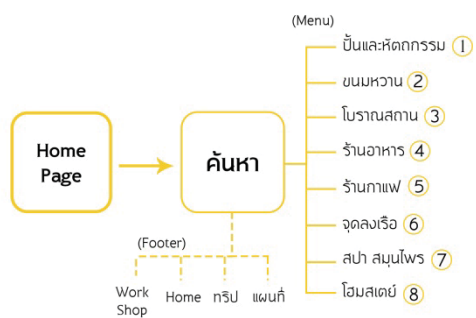 (Menu)
ปั้นและหัตถกรรม 1
ขนมหวาน 2
โบราณสถาน 3
ร้านอาหาร 4
ร้านกาแฟ 5
จุดลงเรือ 6
สปา สมุนไพร 7
โฮมสเตย์ 8
Home
Page
ค้นหา
(Footer)
Work
Shop
Home
ทริป
แผนที่